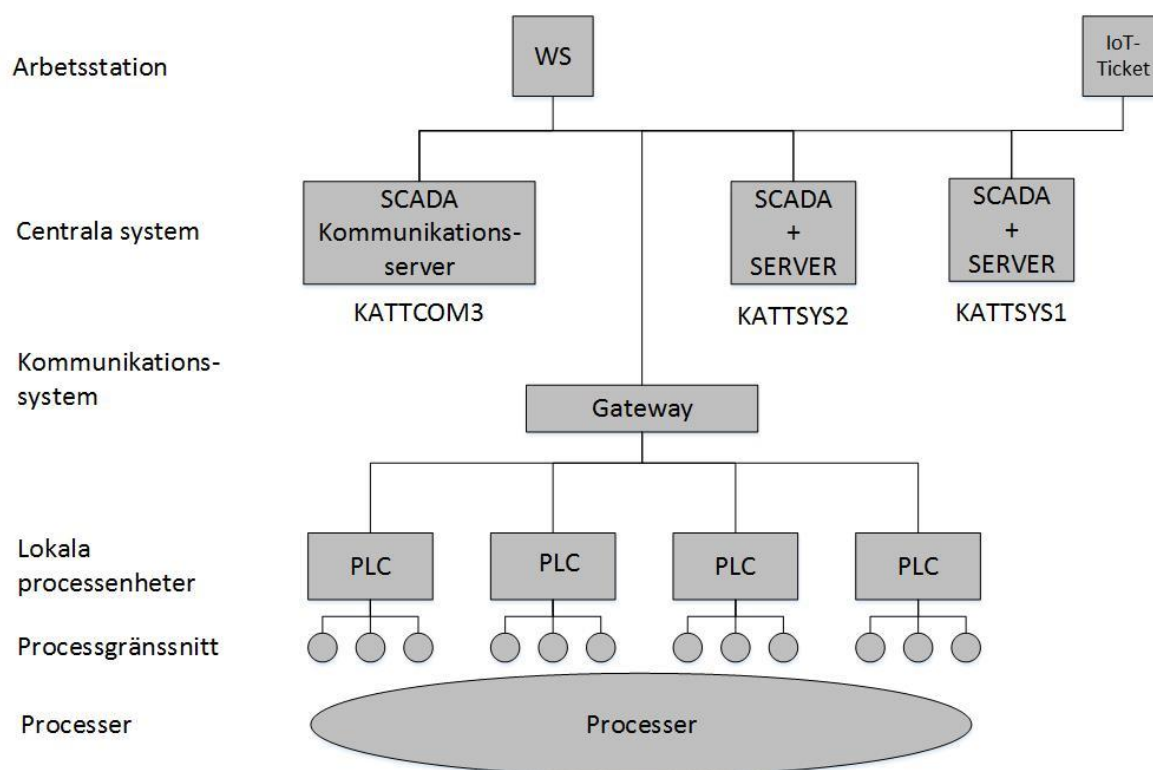 Arbetsstation
WS
IoT-
Ticket
Centrala system
SCADA
Kommunikations-
server
KATTCOM3
SCADA
+
SERVER
KATTSYS2
SCADA
+
SERVER
KATTSYS1
Kommunikations-
system
Gateway
Lokala
processenheter
PLC
PLC
PLC
PLC
Processgränssnitt
Processer
Processer